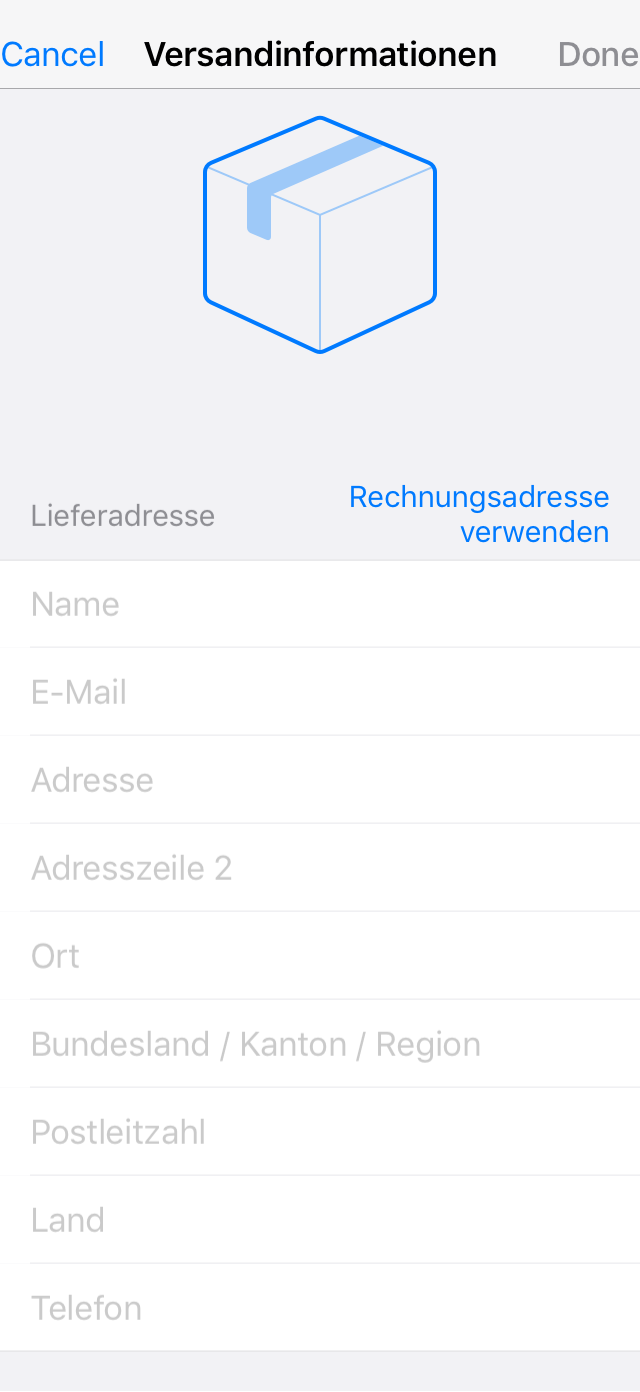 Cancel Versandinformationen Done
Lieferadresse
Rechnungsadresse
verwenden
Name
E-Mail
Adresse
Adresszeile 2
Ort
Bundesland / Kanton / Region
Postleitzahl
Land
Telefon